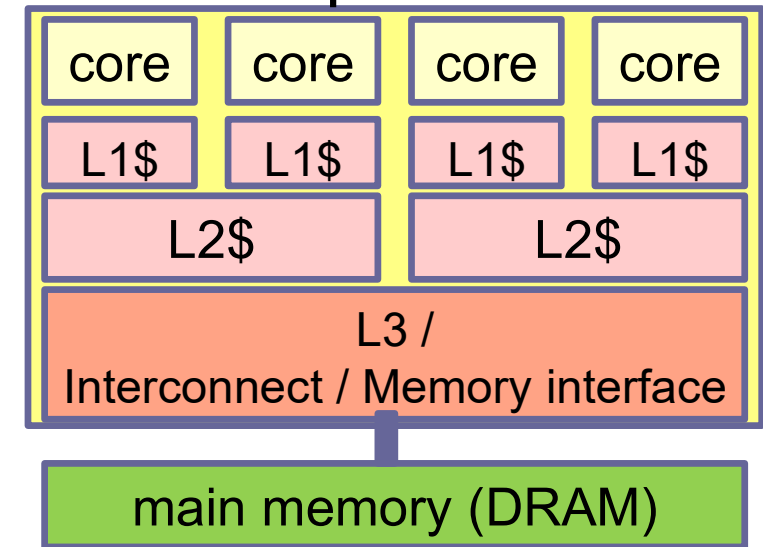 core core core core
L1$ L1$ L1$ L1$
L2$ L2$
L3 /
Interconnect / Memory interface
main memory (DRAM)